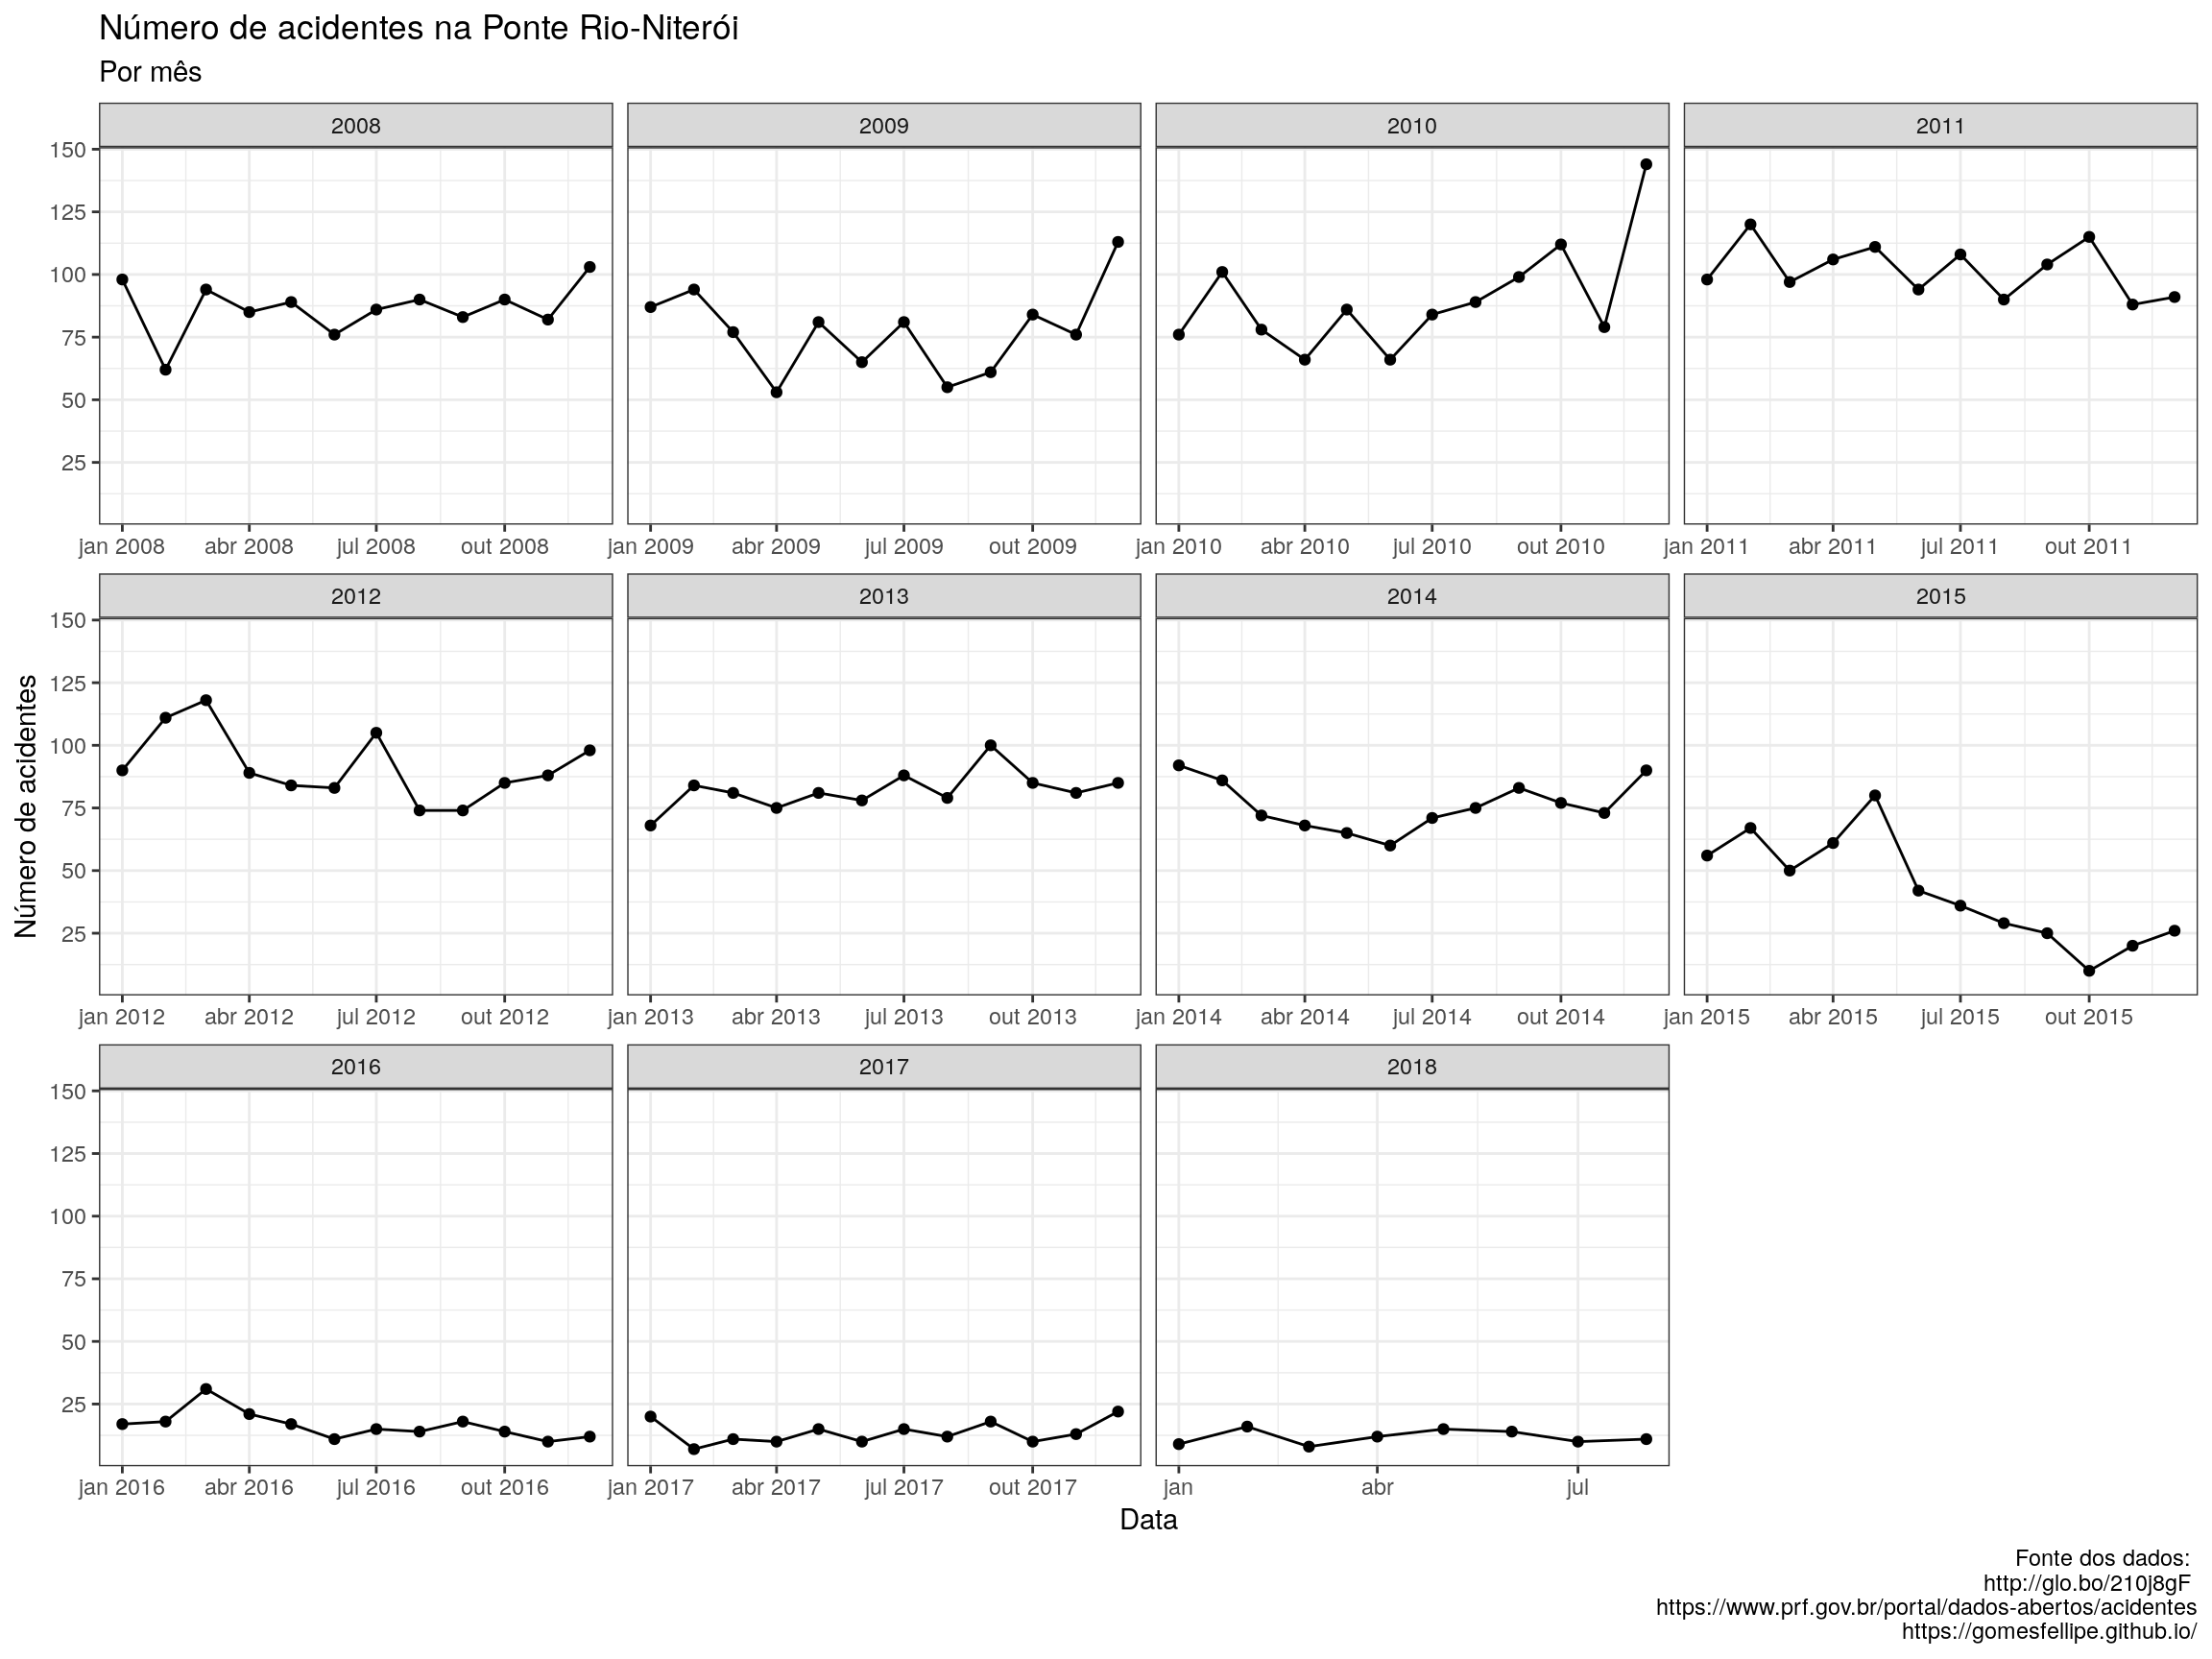 Número de acidentes na Ponte Rio-Niterói
Por mês
2008 2009 2010 2011
150
125
100
75
50
25
jan 2008 abr 2008 jul 2008 out 2008 jan 2009 abr 2009 jul 2009 out 2009 jan 2010 abr 2010 jul 2010 out 2010 jan 2011 abr 2011 jul 2011 out 2011
2012 2013 2014 2015
150
125
100
75
50
25
Número de acidentes
jan 2012 abr 2012 jul 2012 out 2012 jan 2013 abr 2013 jul 2013 out 2013 jan 2014 abr 2014 jul 2014 out 2014 jan 2015 abr 2015 jul 2015 out 2015
2016 2017 2018
150
125
100
75
50
25
jan 2016 abr 2016 jul 2016 out 2016 jan 2017 abr 2017 jul 2017 out 2017 jan abr jul
Data
Fonte dos dados:
http://glo.bo/210j8gF
https://www.prf.gov.br/portal/dados-abertos/acidentes
https://gomesfellipe.github.io/